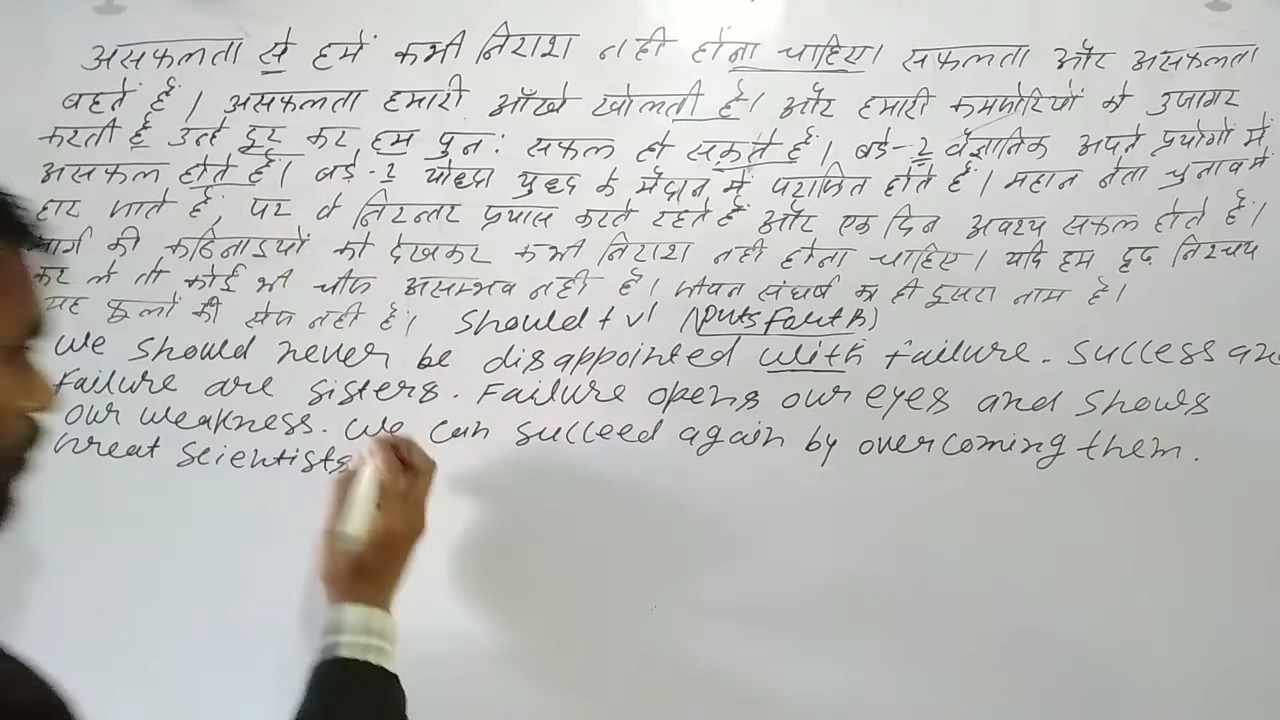 असफलता से हमें कभी निराश नही होना चाहिए। सफलता और असफलता
बहते हैं। असफलता हमारी आँखे खोलती है। और हमारी कमजोरियों को उजागर
करती है उन्हे दूर कर हम पुनः सफल हो सकते हैं। बड़े-2 वैज्ञानिक अपने प्रयोगों में
असफल होते हैं। बड़े-2 योध्दा युध्द के मैदान में पराजित होते हैं। महान नेता चुनाव में
हार जाते हैं, पर वे निरन्तर प्रयास करते रहते हैं और एक दिन अवश्य सफल होते हैं।
मार्ग की कठिनाइयों को देखकर कभी निराश नही होना चाहिए। यदि हम दृढ़ निश्चय
कर ले तो कोई भी चीज असम्भव नही है। जीवन संघर्ष का ही दूसरा नाम है।
यह फूलों की सेज नही है। Should + v1 (puts fourth)
We should never be disappointed with failure. Success an
Failure are sisters. Failure opens our eyes and shows
our weakness. We can succeed again by overcoming them.
Great scientists